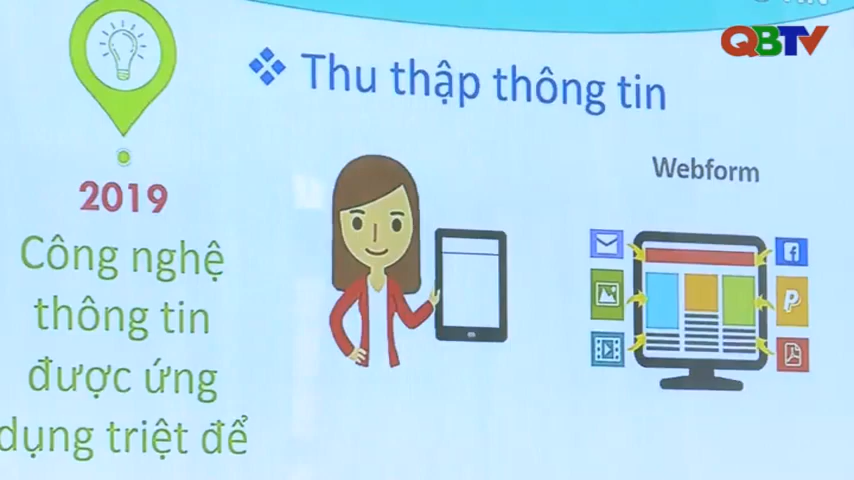 QBTV
Thu thập thông tin
Webform
2019
Công nghệ
thông tin
được ứng
dụng triệt để